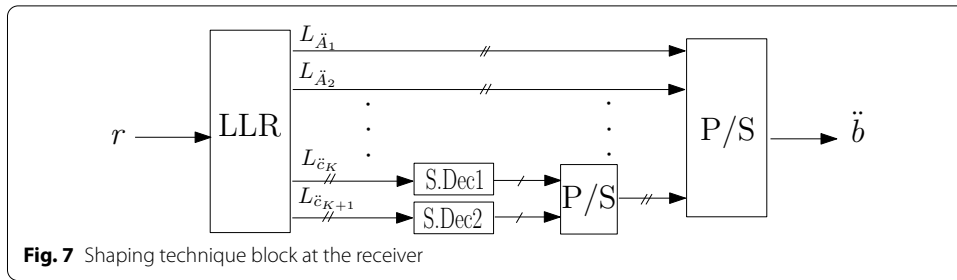 L_{Ä_1}
L_{Ä_2}
r
LLR
P/S
b̈
L_{c̈_K}
S.Dec1
P/S
L_{c̈_{K+1}}
S.Dec2
Fig. 7 Shaping technique block at the receiver